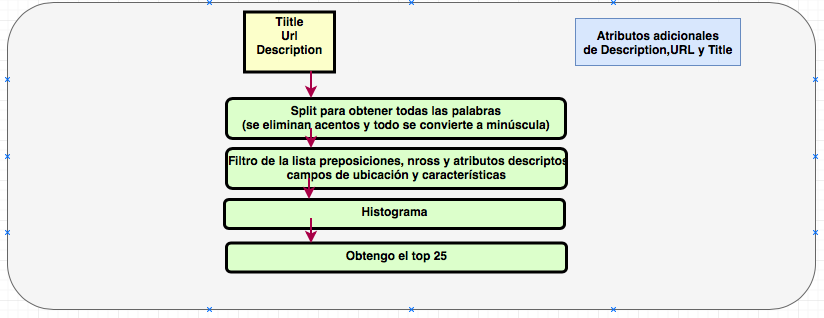 Tiitle
Url
Description
Atributos adicionales
de Description,URL y Title
Split para obtener todas las palabras
(se eliminan acentos y todo se convierte a minúscula)
Filtro de la lista preposiciones, nross y atributos descriptos
campos de ubicación y características
Histograma
Obtengo el top 25